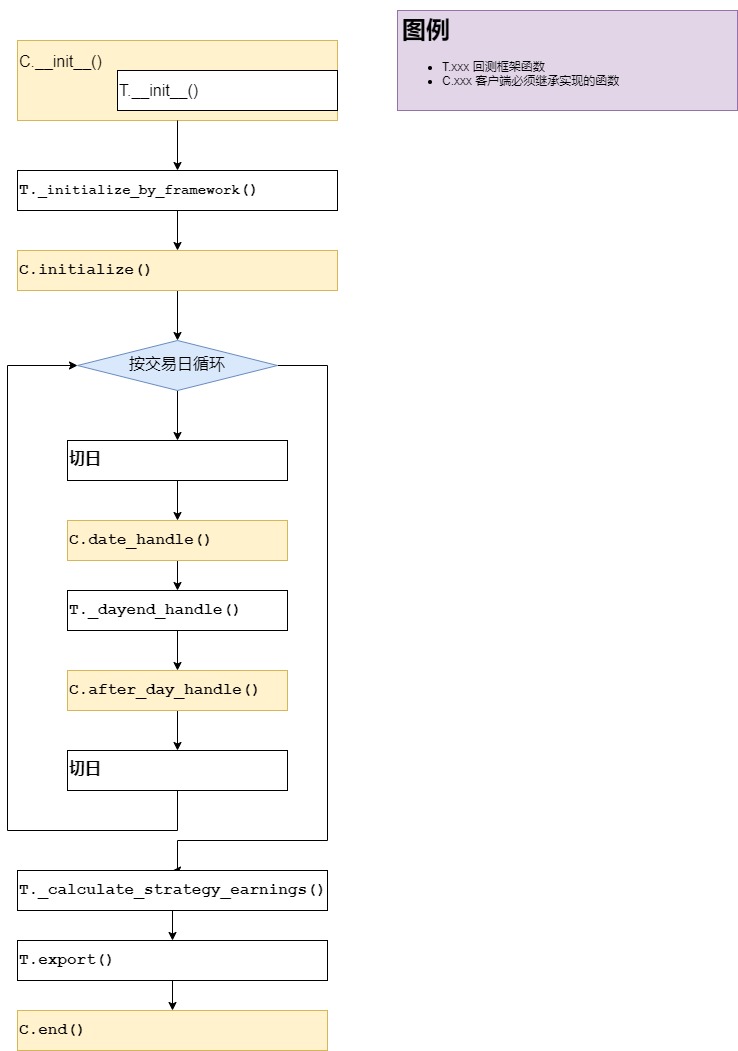 C.__init__()
T.__init__()
图例
T.xxx 回测框架函数
C.xxx 客户端必须继承实现的函数
T._initialize_by_framework()
C.initialize()
按交易日循环
切日
C.date_handle()
T._dayend_handle()
C.after_day_handle()
切日
T._calculate_strategy_earnings()
T.export()
C.end()